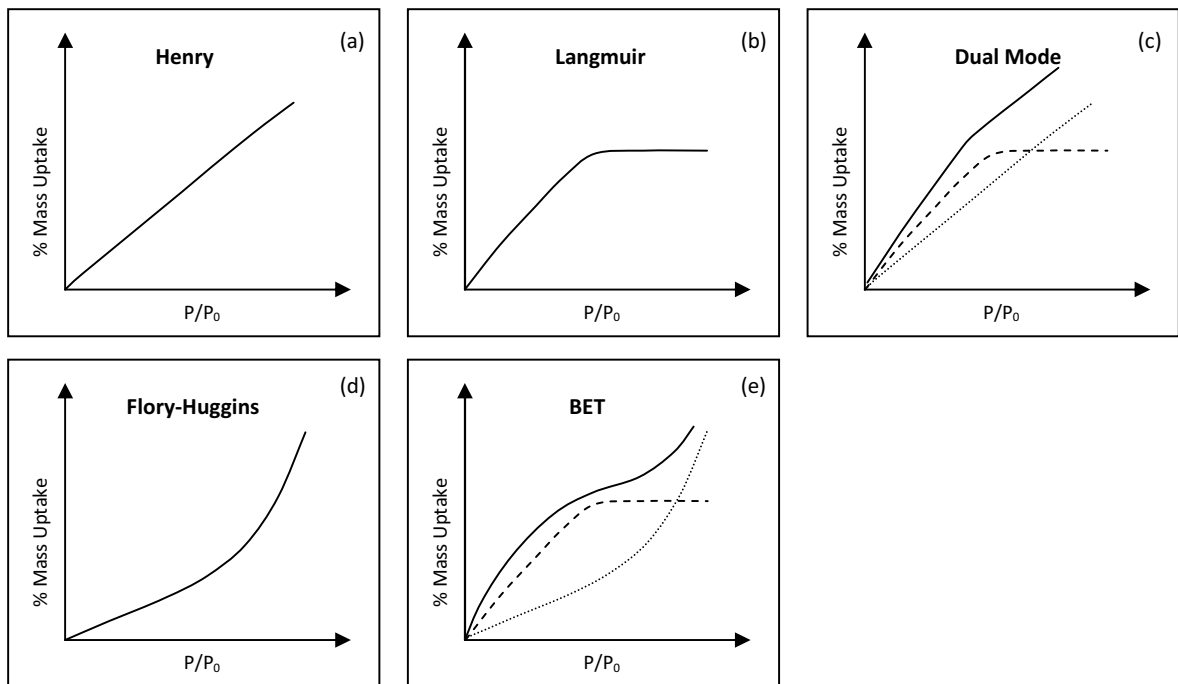 (a)
Henry
% Mass Uptake
P/P₀
(b)
Langmuir
% Mass Uptake
P/P₀
(c)
Dual Mode
% Mass Uptake
P/P₀
(d)
Flory-Huggins
% Mass Uptake
P/P₀
(e)
BET
% Mass Uptake
P/P₀